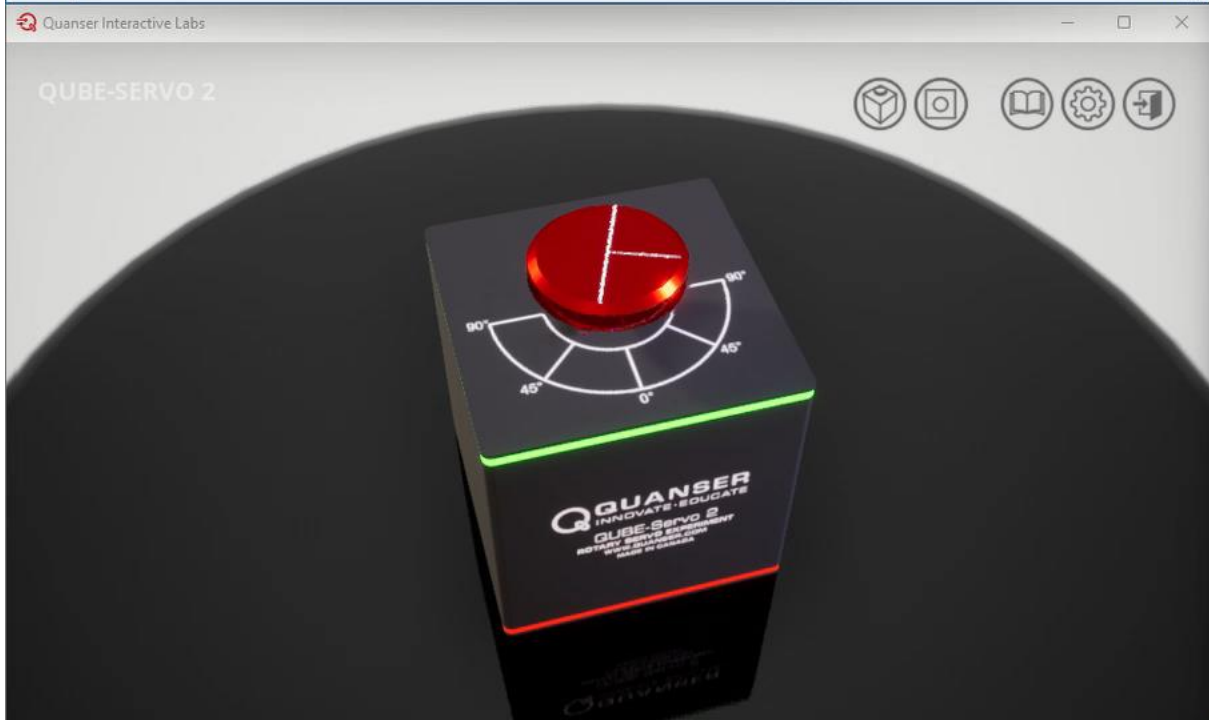 Quanser Interactive Labs
QUBE-SERVO 2
90°
90°
45°
45°
0°
QUANSER
INNOVATE·EDUCATE
QUBE-Servo 2
ROTARY SERVO EXPERIMENT
WWW.QUANSER.COM
MADE IN CANADA